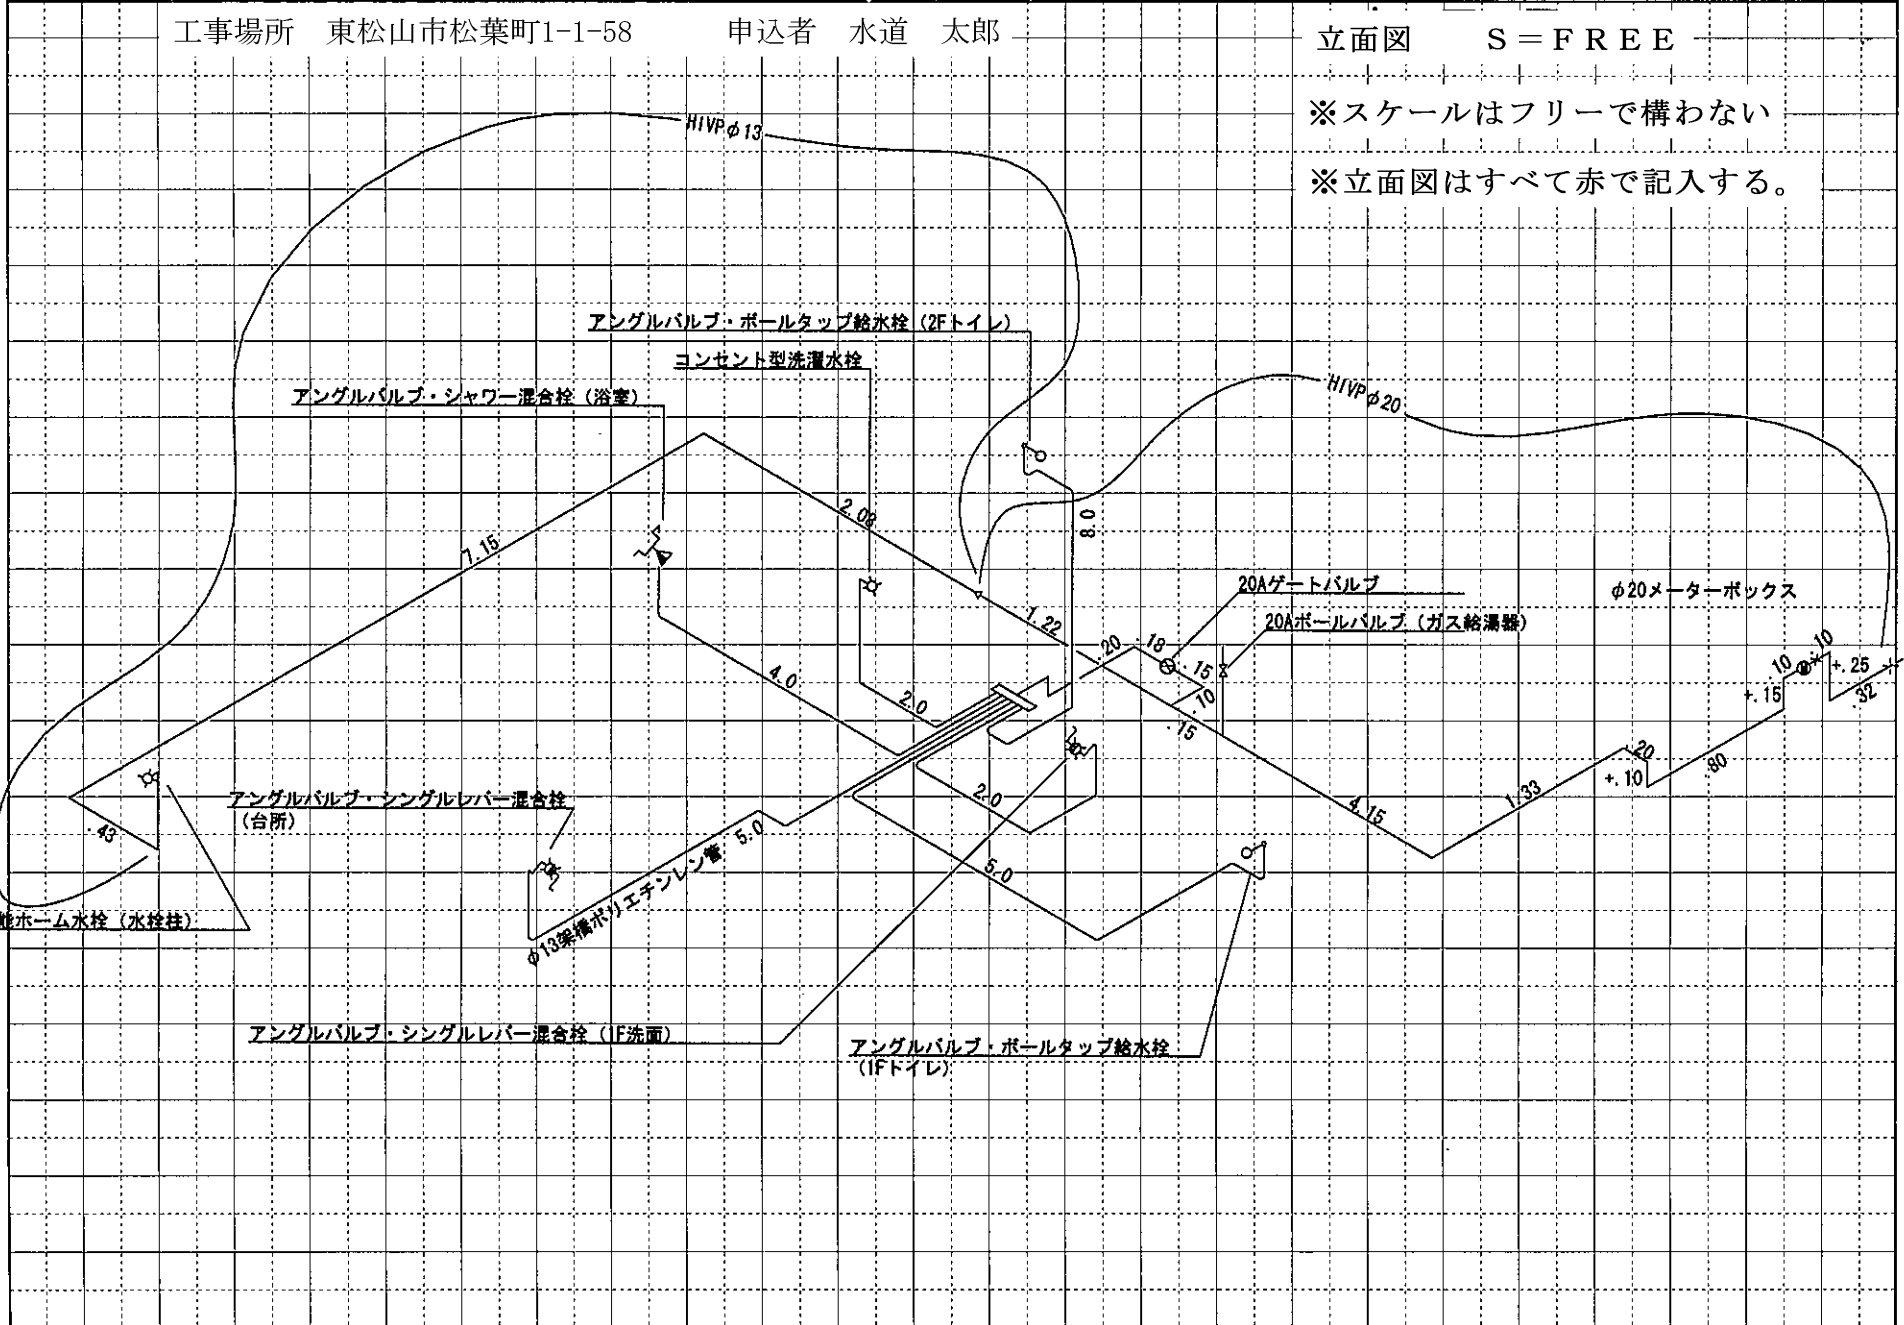 工事場所 東松山市松葉町1-1-58 申込者 水道 太郎
立面図 S=FREE
※スケールはフリーで構わない
※立面図はすべて赤で記入する。
HIVPφ13
アングルバルブ・ボールタップ給水栓（2Fトイレ）
コンセント型洗濯水栓
アングルバルブ・シャワー混合栓（浴室）
HIVPφ20
2.08
8.0
7.15
20Aゲートバルブ
φ20メーターボックス
20Aボールバルブ（ガス給湯器）
1.22
.20
.18
.15
.10
.15
4.0
2.0
.10
.10
+.25
+.15
.32
.20
+.10
.80
1.33
4.15
アングルバルブ・シングルレバー混合栓
（台所）
.43
2.0
5.0
φ13架橋ポリエチレン管 5.0
ホーム水栓（水栓柱）
アングルバルブ・シングルレバー混合栓（1F洗面）
アングルバルブ・ボールタップ給水栓
（1Fトイレ）